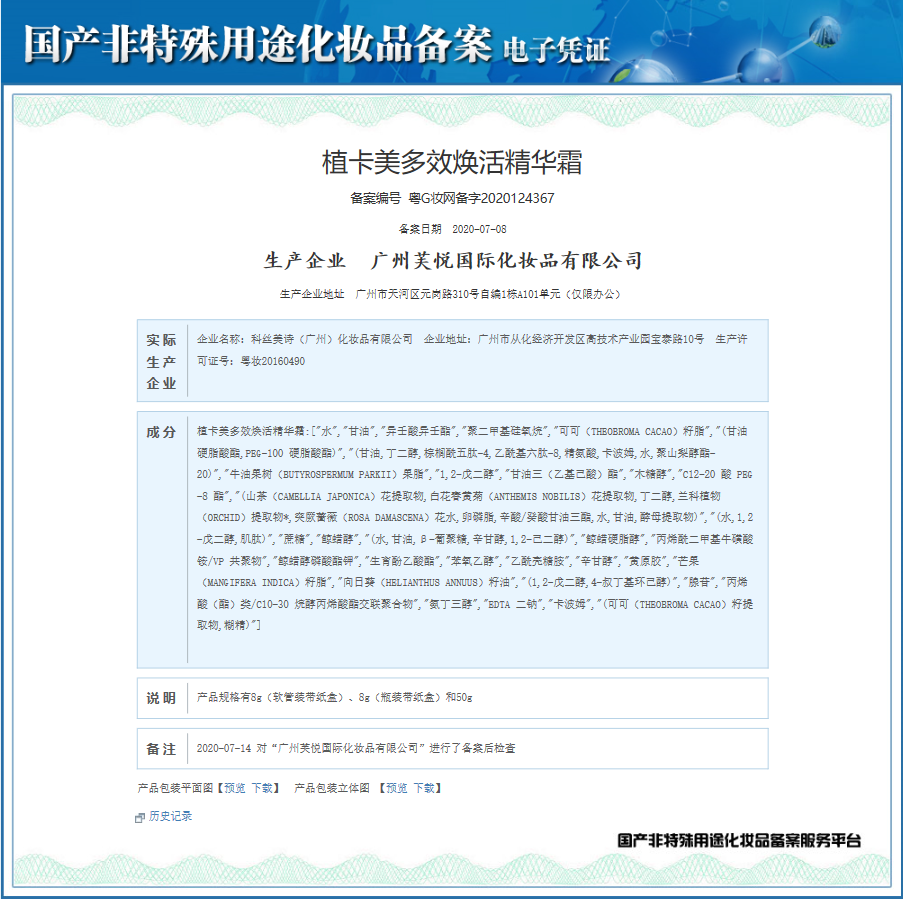 国产非特殊用途化妆品备案 电子凭证
植卡美多效焕活精华霜
备案编号 粤G妆网备字2020124367
备案日期 2020-07-08
生产企业 广州芙悦国际化妆品有限公司
生产企业地址 广州市天河区元岗路310号自编1栋A101单元（仅限办公）
实际生产企业
企业名称：科丝美诗（广州）化妆品有限公司 企业地址：广州市从化经济开发区高技术产业园宝泰路10号 生产许
可证号：粤妆20160490
成分
植卡美多效焕活精华霜:["水","甘油","异壬酸异壬酯","聚二甲基硅氧烷","可可（THEOBROMA CACAO）籽脂","(甘油
硬脂酸酯,PEG-100 硬脂酸酯)","(甘油,丁二醇,棕榈酰五肽-4,乙酰基六肽-8,精氨酸,卡波姆,水,聚山梨醇酯-
20)","牛油果树（BUTYROSPERMUM PARKII）果脂","1,2-戊二醇","甘油三（乙基己酸）酯","木糖醇","C12-20 酸 PEG
-8 酯","(山茶（CAMELLIA JAPONICA）花提取物,白花春黄菊（ANTHEMIS NOBILIS）花提取物,丁二醇,兰科植物
（ORCHID）提取物*,突厥蔷薇（ROSA DAMASCENA）花水,卵磷脂,辛酸/癸酸甘油三酯,水,甘油,酵母提取物)","(水,1,2
-戊二醇,肌肽)","蔗糖","鲸蜡醇","(水,甘油,β-葡聚糖,辛甘醇,1,2-己二醇)","鲸蜡硬脂醇","丙烯酰二甲基牛磺酸
铵/VP 共聚物","鲸蜡醇磷酸酯钾","生育酚乙酸酯","苯氧乙醇","乙酰壳糖胺","辛甘醇","黄原胶","芒果
（MANGIFERA INDICA）籽脂","向日葵（HELIANTHUS ANNUUS）籽油","(1,2-戊二醇,4-叔丁基环己醇)","腺苷","丙烯
酸（酯）类/C10-30 烷醇丙烯酸酯交联聚合物","氨丁三醇","EDTA 二钠","卡波姆","(可可（THEOBROMA CACAO）籽提
取物,糊精)"]
说明
产品规格有8g（软管装带纸盒）、8g（瓶装带纸盒）和50g
备注
2020-07-14 对“广州芙悦国际化妆品有限公司”进行了备案后检查
产品包装平面图【预览 下载】 产品包装立体图 【预览 下载】
历史记录
国产非特殊用途化妆品备案服务平台